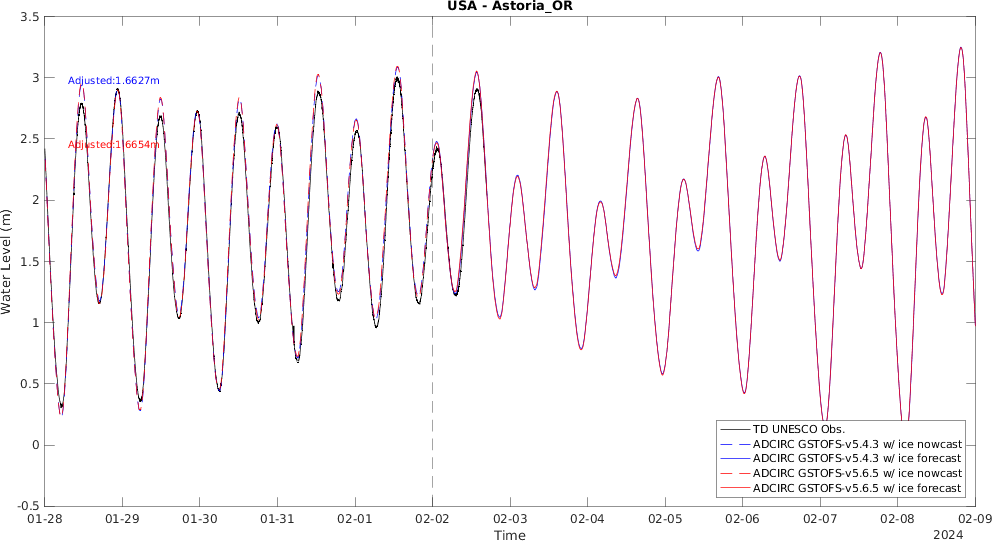 USA - Astoria_OR
3.5
3
2.5
2
1.5
1
0.5
0
-0.5
Water Level (m)
Adjusted:1.6627m
Adjusted:1.6654m
TD UNESCO Obs.
ADCIRC GSTOFS-v5.4.3 w/ ice nowcast
ADCIRC GSTOFS-v5.4.3 w/ ice forecast
ADCIRC GSTOFS-v5.6.5 w/ ice nowcast
ADCIRC GSTOFS-v5.6.5 w/ ice forecast
01-28 01-29 01-30 01-31 02-01 02-02 02-03 02-04 02-05 02-06 02-07 02-08 02-09
Time
2024